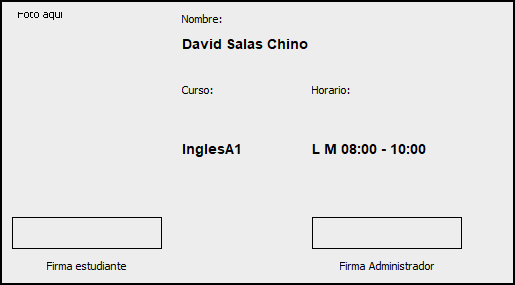 Foto aqui
Nombre:
David Salas Chino
Curso:
Horario:
InglesA1
L M 08:00 - 10:00
Firma estudiante
Firma Administrador